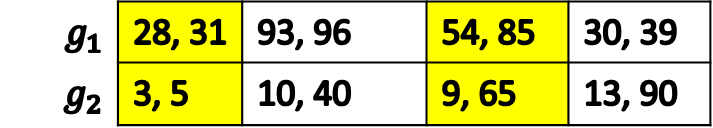 g₁ 28, 31 93, 96 54, 85 30, 39
g₂ 3, 5 10, 40 9, 65 13, 90